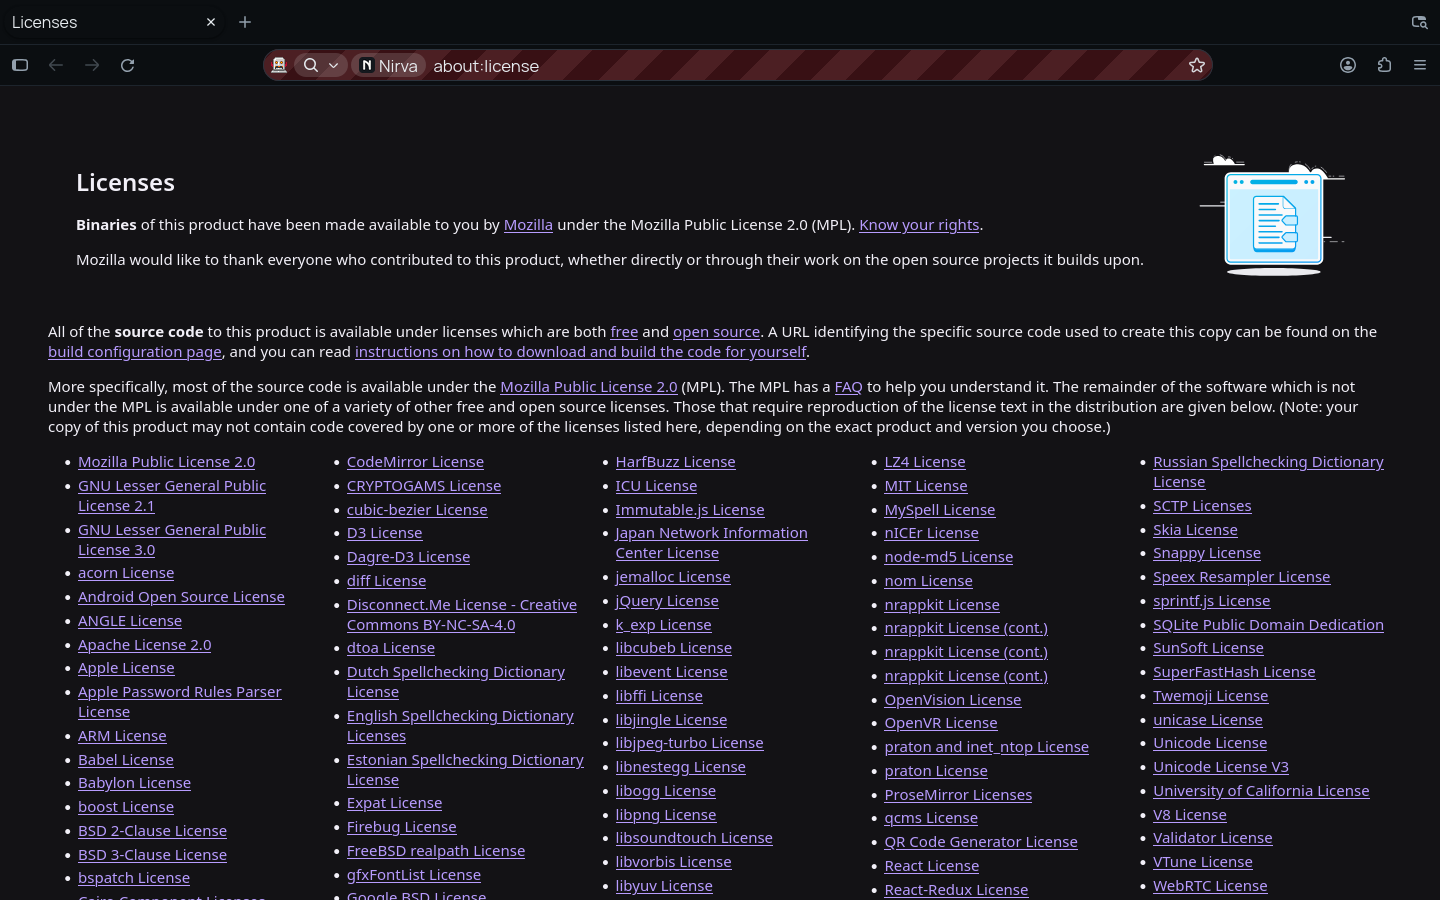 Licenses
Nirva
about:license
Licenses
Binaries of this product have been made available to you by Mozilla under the Mozilla Public License 2.0 (MPL). Know your rights.
Mozilla would like to thank everyone who contributed to this product, whether directly or through their work on the open source projects it builds upon.
All of the source code to this product is available under licenses which are both free and open source. A URL identifying the specific source code used to create this copy can be found on the
build configuration page, and you can read instructions on how to download and build the code for yourself.
More specifically, most of the source code is available under the Mozilla Public License 2.0 (MPL). The MPL has a FAQ to help you understand it. The remainder of the software which is not
under the MPL is available under one of a variety of other free and open source licenses. Those that require reproduction of the license text in the distribution are given below. (Note: your
copy of this product may not contain code covered by one or more of the licenses listed here, depending on the exact product and version you choose.)
Mozilla Public License 2.0
GNU Lesser General Public
License 2.1
GNU Lesser General Public
License 3.0
acorn License
Android Open Source License
ANGLE License
Apache License 2.0
Apple License
Apple Password Rules Parser
License
ARM License
Babel License
Babylon License
boost License
BSD 2-Clause License
BSD 3-Clause License
bspatch License
Cairo Component Licenses
CodeMirror License
CRYPTOGAMS License
cubic-bezier License
D3 License
Dagre-D3 License
diff License
Disconnect.Me License - Creative
Commons BY-NC-SA-4.0
dtoa License
Dutch Spellchecking Dictionary
License
English Spellchecking Dictionary
Licenses
Estonian Spellchecking Dictionary
License
Expat License
Firebug License
FreeBSD realpath License
gfxFontList License
Google BSD License
HarfBuzz License
ICU License
Immutable.js License
Japan Network Information
Center License
jemalloc License
jQuery License
k_exp License
libcubeb License
libevent License
libffi License
libjingle License
libjpeg-turbo License
libnestegg License
libogg License
libpng License
libsoundtouch License
libvorbis License
libyuv License
LZ4 License
MIT License
MySpell License
nICEr License
node-md5 License
nom License
nrappkit License
nrappkit License (cont.)
nrappkit License (cont.)
nrappkit License (cont.)
OpenVision License
OpenVR License
praton and inet_ntop License
praton License
ProseMirror Licenses
qcms License
QR Code Generator License
React License
React-Redux License
Russian Spellchecking Dictionary
License
SCTP Licenses
Skia License
Snappy License
Speex Resampler License
sprintf.js License
SQLite Public Domain Dedication
SunSoft License
SuperFastHash License
Twemoji License
unicase License
Unicode License
Unicode License V3
University of California License
V8 License
Validator License
VTune License
WebRTC License